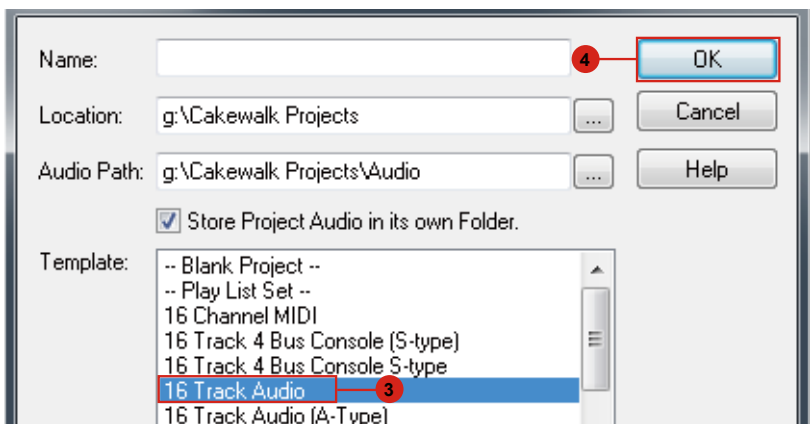 Name:
4
OK
Location:
g:\Cakewalk Projects
...
Cancel
Audio Path:
g:\Cakewalk Projects\Audio
...
Help
Store Project Audio in its own Folder.
Template:
-- Blank Project --
-- Play List Set --
16 Channel MIDI
16 Track 4 Bus Console (S-type)
16 Track 4 Bus Console S-type
16 Track Audio
3
16 Track Audio (A-Type)